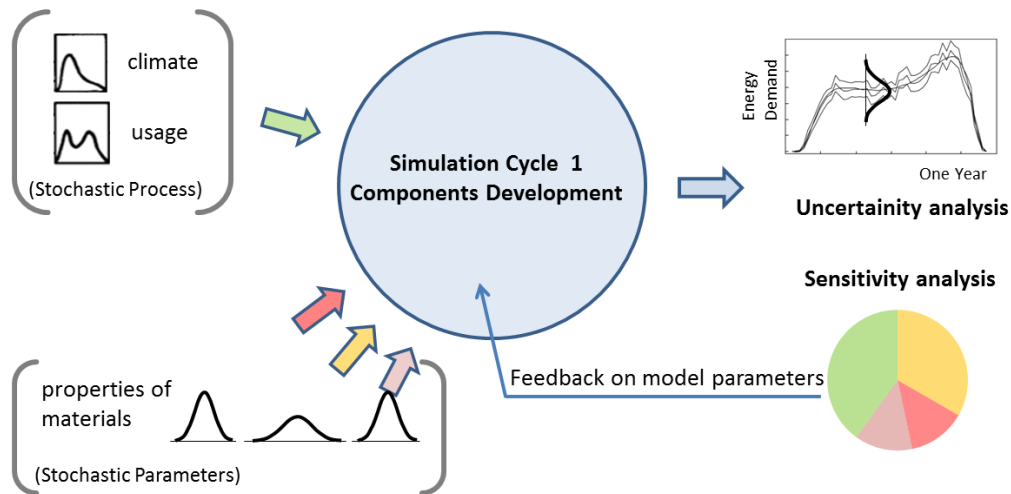 climate
usage
(Stochastic Process)
Simulation Cycle 1
Components Development
Energy
Demand
One Year
Uncertainity analysis
Sensitivity analysis
Feedback on model parameters
properties of
materials
(Stochastic Parameters)